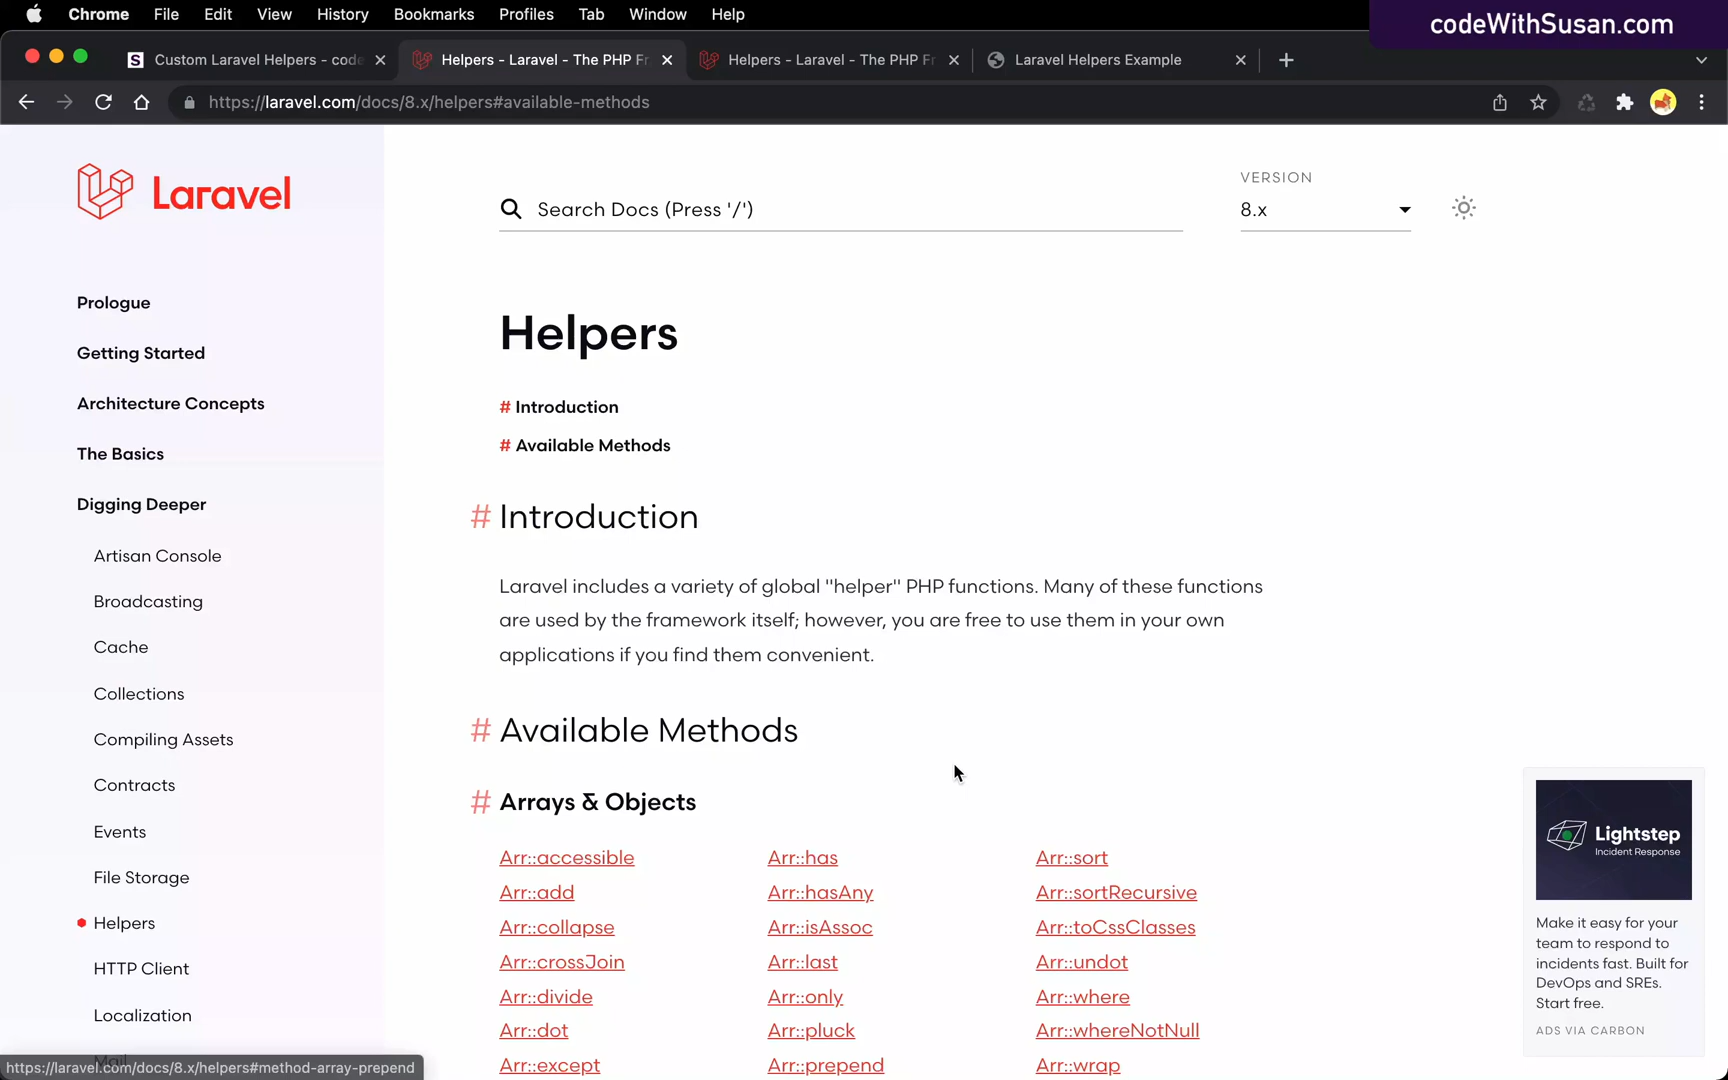 Chrome File Edit View History Bookmarks Profiles Tab Window Help
codeWithSusan.com
S Custom Laravel Helpers - code
Helpers - Laravel - The PHP Fr
Helpers - Laravel - The PHP Fr
Laravel Helpers Example
https://laravel.com/docs/8.x/helpers#available-methods
Laravel
Prologue
Getting Started
Architecture Concepts
The Basics
Digging Deeper
Artisan Console
Broadcasting
Cache
Collections
Compiling Assets
Contracts
Events
File Storage
Helpers
HTTP Client
Localization
Mail
https://laravel.com/docs/8.x/helpers#method-array-prepend
Search Docs (Press '/')
VERSION
8.x
Helpers
# Introduction
# Available Methods
# Introduction
Laravel includes a variety of global "helper" PHP functions. Many of these functions
are used by the framework itself; however, you are free to use them in your own
applications if you find them convenient.
# Available Methods
# Arrays & Objects
Arr::accessible Arr::has Arr::sort
Arr::add Arr::hasAny Arr::sortRecursive
Arr::collapse Arr::isAssoc Arr::toCssClasses
Arr::crossJoin Arr::last Arr::undot
Arr::divide Arr::only Arr::where
Arr::dot Arr::pluck Arr::whereNotNull
Arr::except Arr::prepend Arr::wrap
Lightstep
Incident Response
Make it easy for your
team to respond to
incidents fast. Built for
DevOps and SREs.
Start free.
ADS VIA CARBON